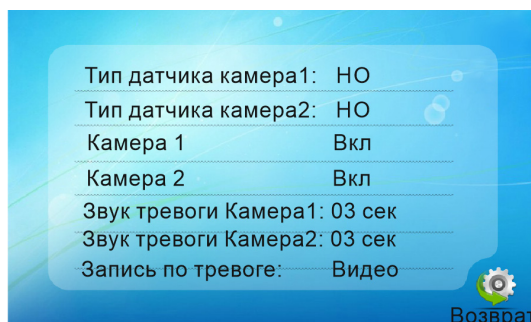 Тип датчика камера1: НО
Тип датчика камера2: НО
Камера 1 Вкл
Камера 2 Вкл
Звук тревоги Камера1: 03 сек
Звук тревоги Камера2: 03 сек
Запись по тревоге: Видео
Возврат